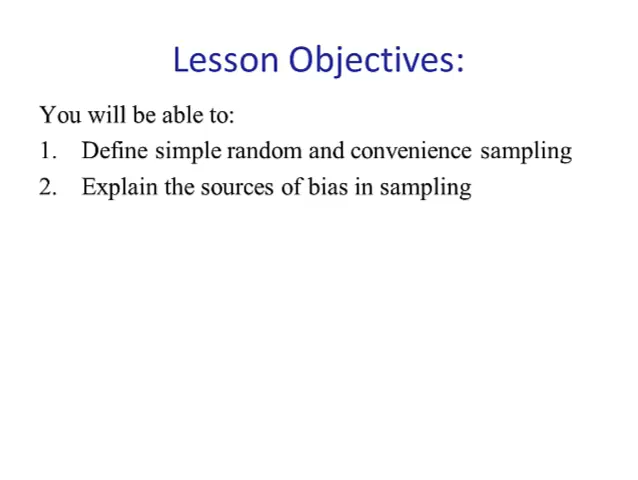 Lesson Objectives:
You will be able to:
1. Define simple random and convenience sampling
2. Explain the sources of bias in sampling